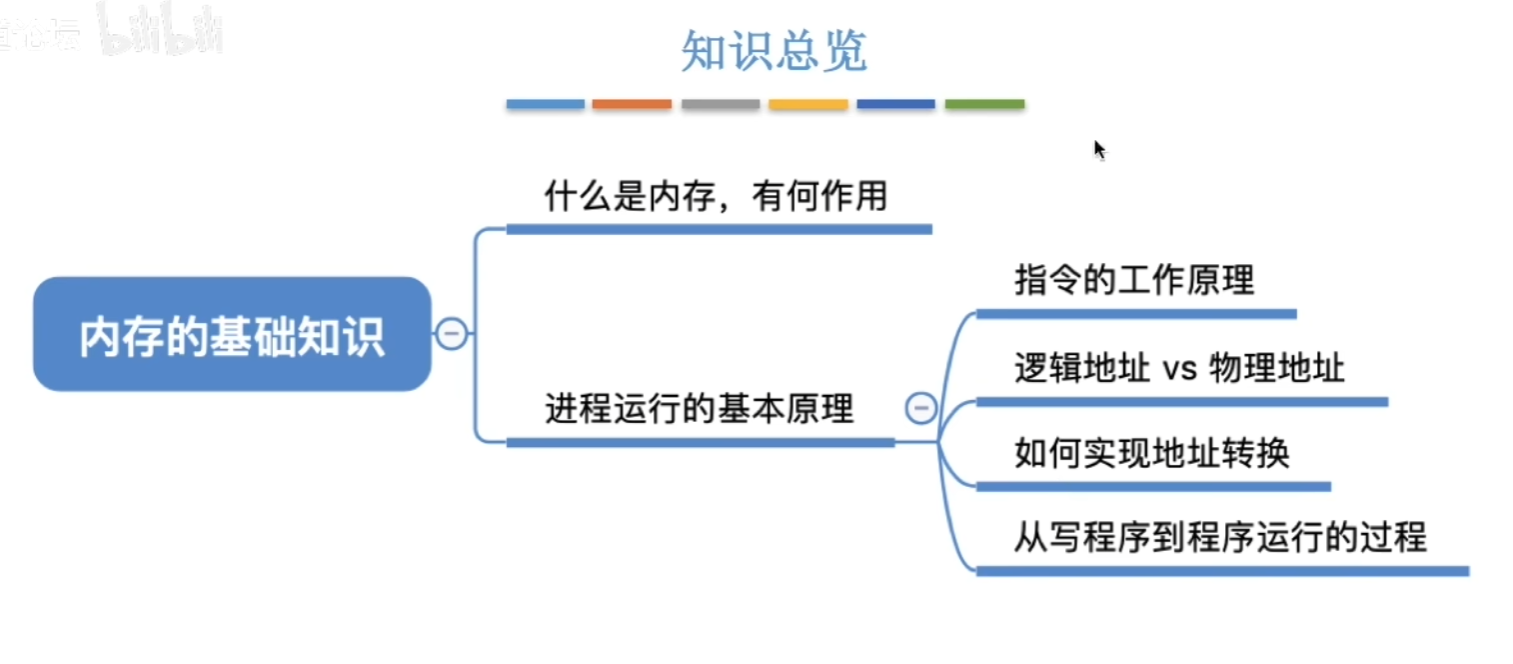 bilibili
知识总览
什么是内存，有何作用
指令的工作原理
内存的基础知识
逻辑地址 vs 物理地址
进程运行的基本原理
如何实现地址转换
从写程序到程序运行的过程